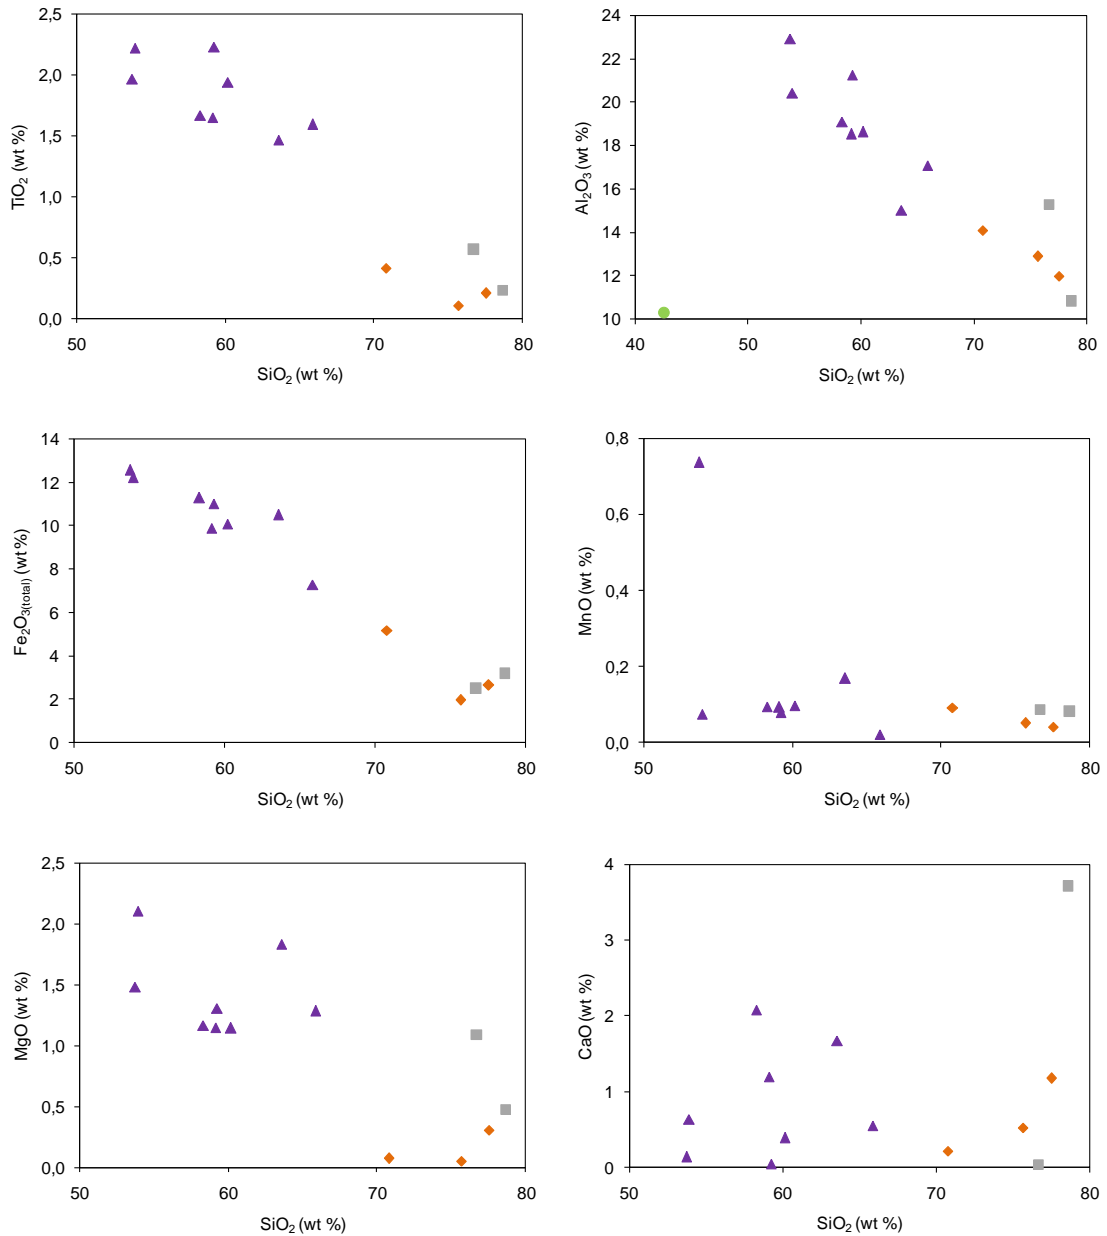 2,5
2,0
1,5
1,0
0,5
0,0
TiO₂ (wt %)
50 60 70 80
SiO₂ (wt %)
24
22
20
18
16
14
12
10
Al₂O₃ (wt %)
40 50 60 70 80
SiO₂ (wt %)
14
12
10
8
6
4
2
0
Fe₂O₃(total) (wt %)
50 60 70 80
SiO₂ (wt %)
0,8
0,6
0,4
0,2
0,0
MnO (wt %)
50 60 70 80
SiO₂ (wt %)
2,5
2,0
1,5
1,0
0,5
0,0
MgO (wt %)
50 60 70 80
SiO₂ (wt %)
4
3
2
1
0
CaO (wt %)
50 60 70 80
SiO₂ (wt %)